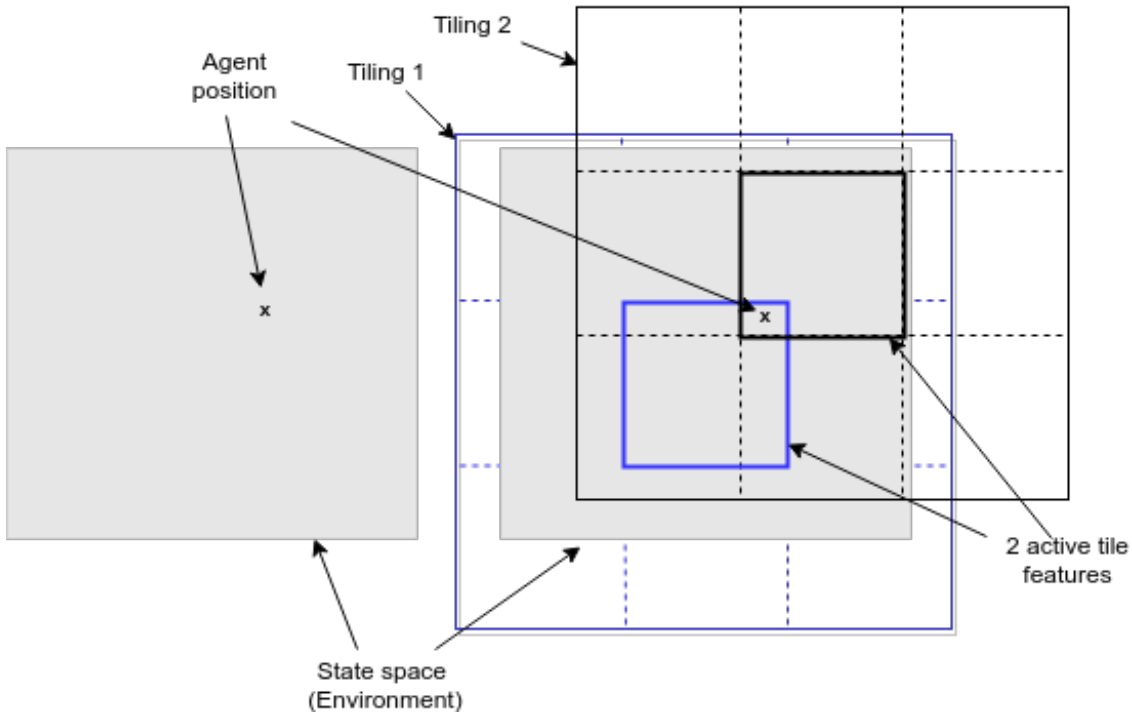 Tiling 2
Agent
position
Tiling 1
x
x
2 active tile
features
State space
(Environment)